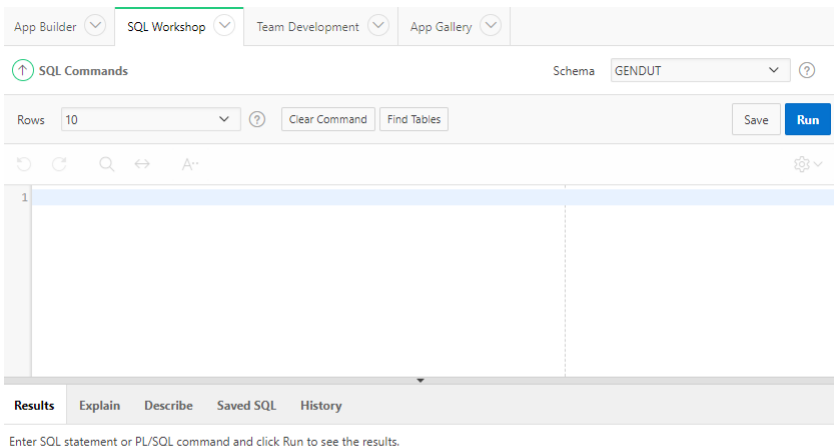 App Builder SQL Workshop Team Development App Gallery
SQL Commands Schema GENDUT ?
Rows 10 ? Clear Command Find Tables Save Run
A
1
Results Explain Describe Saved SQL History
Enter SQL statement or PL/SQL command and click Run to see the results.